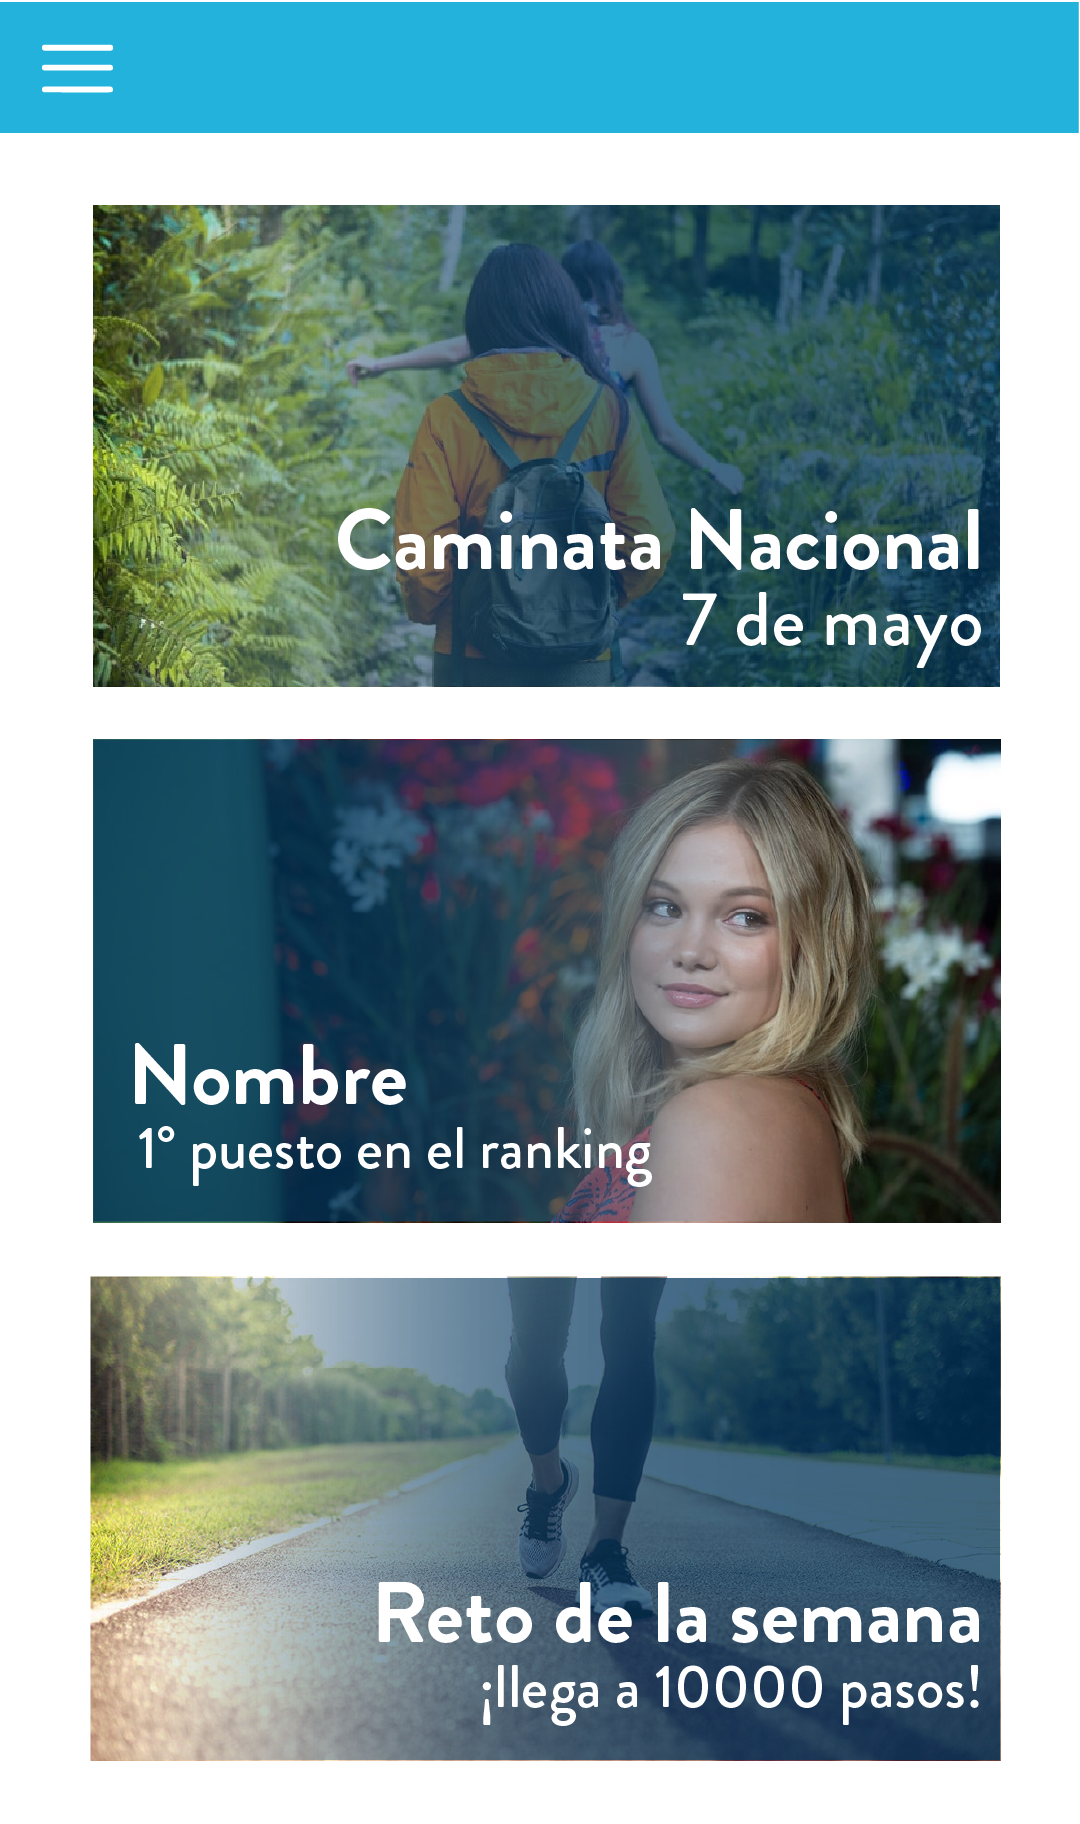 Caminata Nacional
7 de mayo
Nombre
1° puesto en el ranking
Reto de la semana
¡llega a 10000 pasos!